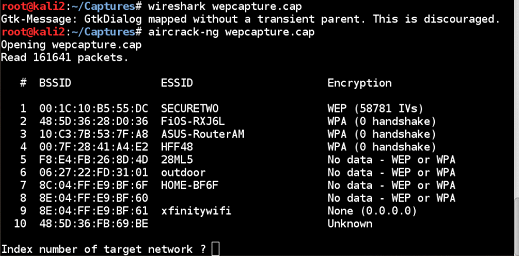 root@kali2:~/Captures# wireshark wepcapture.cap
Gtk-Message: GtkDialog mapped without a transient parent. This is discouraged.
root@kali2:~/Captures# aircrack-ng wepcapture.cap
Opening wepcapture.cap
Read 161641 packets.
# BSSID ESSID Encryption
1 00:1C:10:B5:55:DC SECURETWO WEP (58781 IVs)
2 48:5D:36:28:D0:36 FiOS-RXJ6L WPA (0 handshake)
3 10:C3:7B:53:7F:A8 ASUS-RouterAM WPA (0 handshake)
4 00:7F:28:41:A4:E2 HFF48 WPA (0 handshake)
5 F8:E4:FB:26:8D:4D 28ML5 No data - WEP or WPA
6 06:27:22:FD:31:01 outdoor No data - WEP or WPA
7 8C:04:FF:E9:BF:6F HOME-BF6F No data - WEP or WPA
8 8E:04:FF:E9:BF:60 No data - WEP or WPA
9 8E:04:FF:E9:BF:61 xfinitywifi None (0.0.0.0)
10 48:5D:36:FB:69:BE Unknown
Index number of target network ?